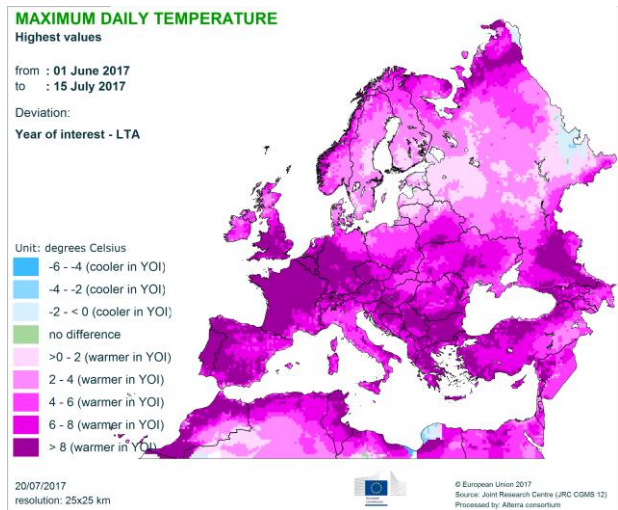 MAXIMUM DAILY TEMPERATURE
Highest values
from : 01 June 2017
to : 15 July 2017
Deviation:
Year of interest - LTA
Unit: degrees Celsius
-6 - -4 (cooler in YOI)
-4 - -2 (cooler in YOI)
-2 - < 0 (cooler in YOI)
no difference
>0 - 2 (warmer in YOI)
2 - 4 (warmer in YOI)
4 - 6 (warmer in YOI)
6 - 8 (warmer in YOI)
> 8 (warmer in YOI)
20/07/2017
resolution: 25x25 km
European
Commission
© European Union 2017
Source: Joint Research Centre (JRC CGMS 12)
Processed by: Alterra consortium